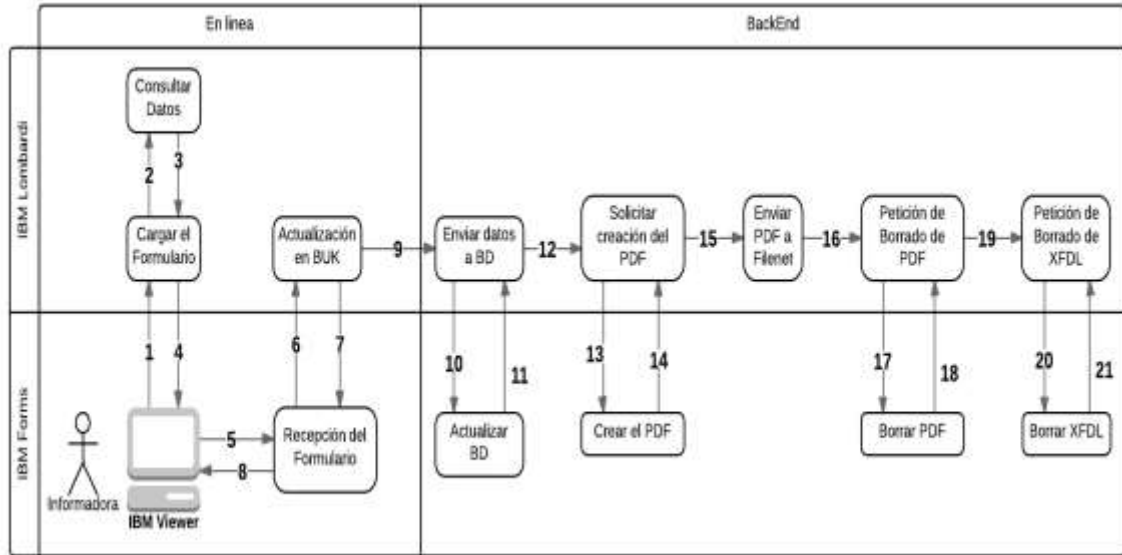 En linea
BackEnd
IBM Lombardi
Consultar
Datos
2
3
Cargar el
Formulario
Actualización
en BUK
9
Enviar datos
a BD
12
Solicitar
creación del
PDF
15
Enviar
PDF a
Filenet
16
Petición de
Borrado de
PDF
19
Petición de
Borrado de
XFDL
IBM Forms
1
4
6
7
10
11
13
14
17
18
20
21
5
8
Informadora
IBM Viewer
Recepción del
Formulario
Actualizar
BD
Crear el PDF
Borrar PDF
Borrar XFDL